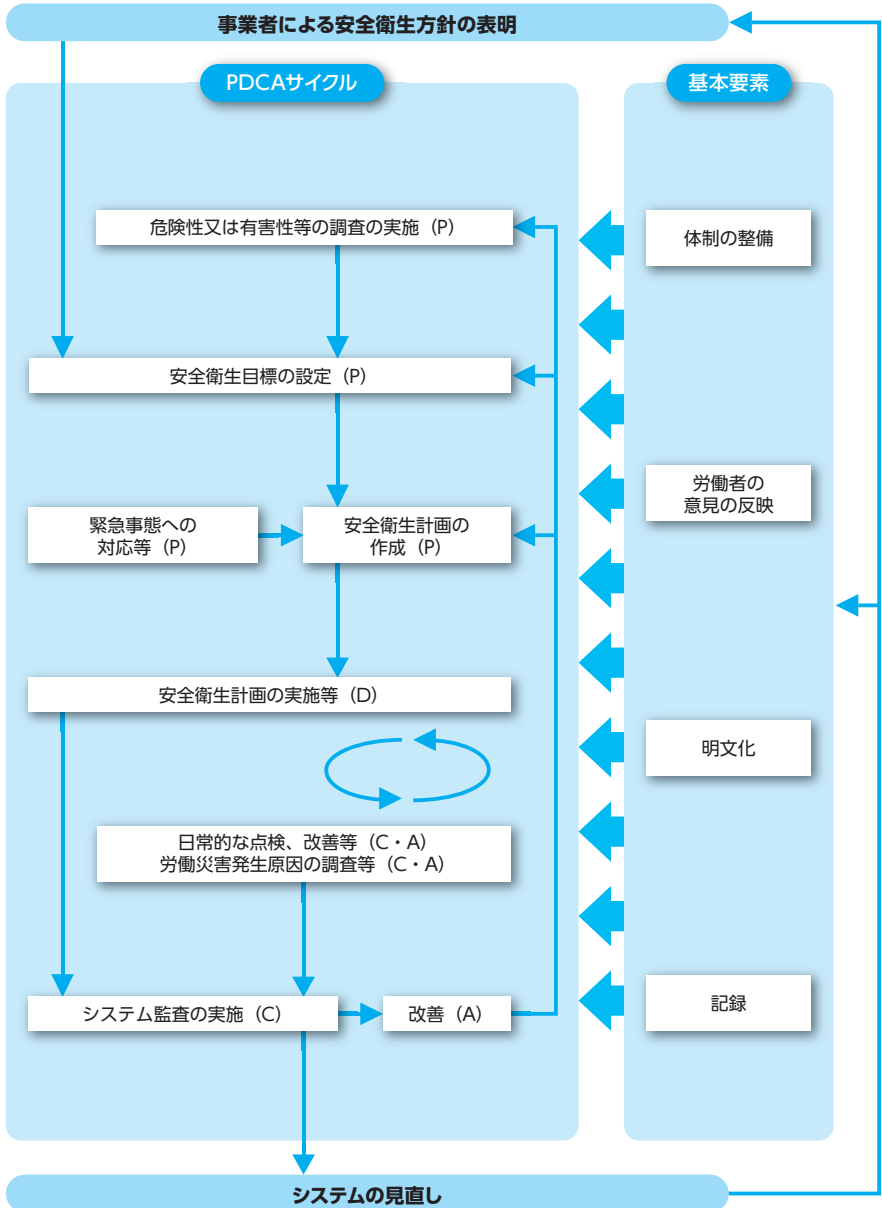 事業者による安全衛生方針の表明
PDCAサイクル
基本要素
危険性又は有害性等の調査の実施（P）
体制の整備
安全衛生目標の設定（P）
労働者の
意見の反映
緊急事態への
対応等（P）
安全衛生計画の
作成（P）
安全衛生計画の実施等（D）
明文化
日常的な点検、改善等（C・A）
労働災害発生原因の調査等（C・A）
システム監査の実施（C）
改善（A）
記録
システムの見直し